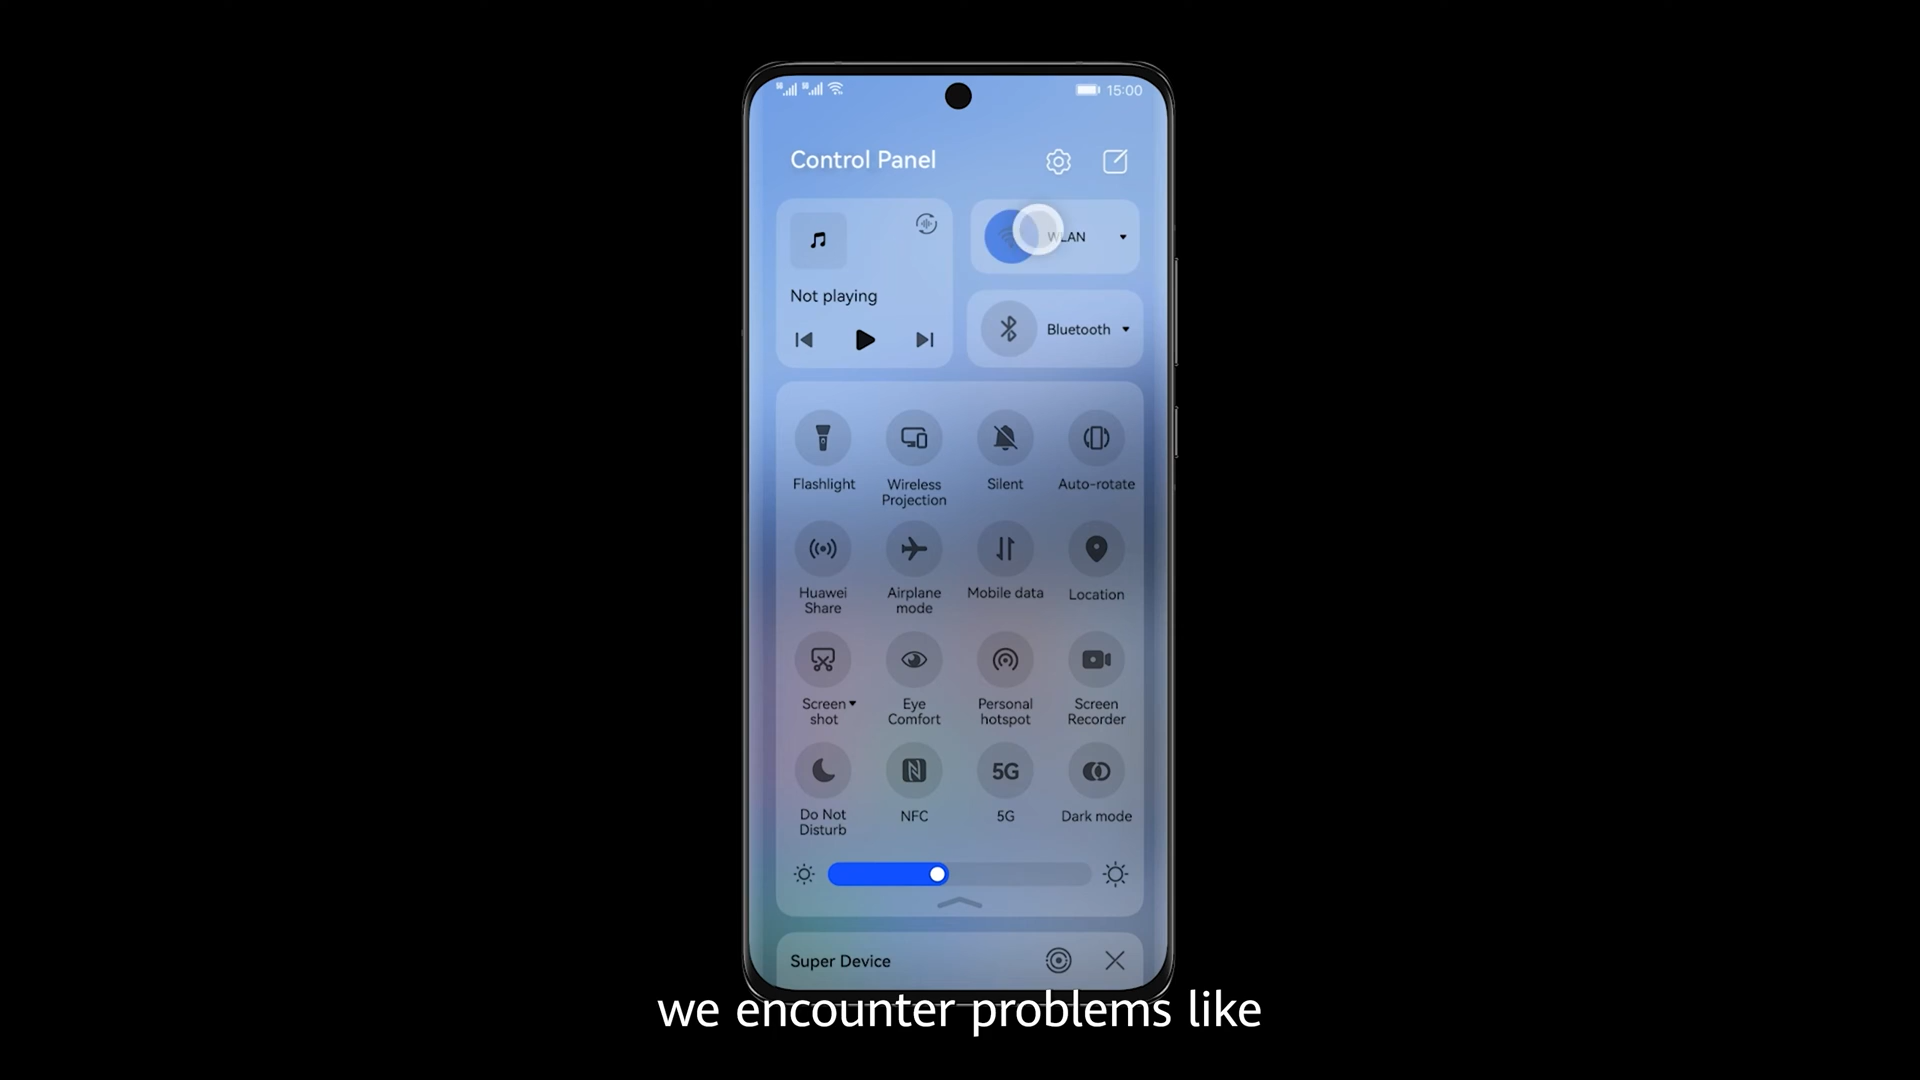 15:00
Control Panel
WLAN
Not playing
Bluetooth
Flashlight
Wireless
Projection
Silent
Auto-rotate
Huawei
Share
Airplane
mode
Mobile data
Location
Screen
shot
Eye
Comfort
Personal
hotspot
Screen
Recorder
5G
Do Not
Disturb
NFC
5G
Dark mode
Super Device
we encounter problems like